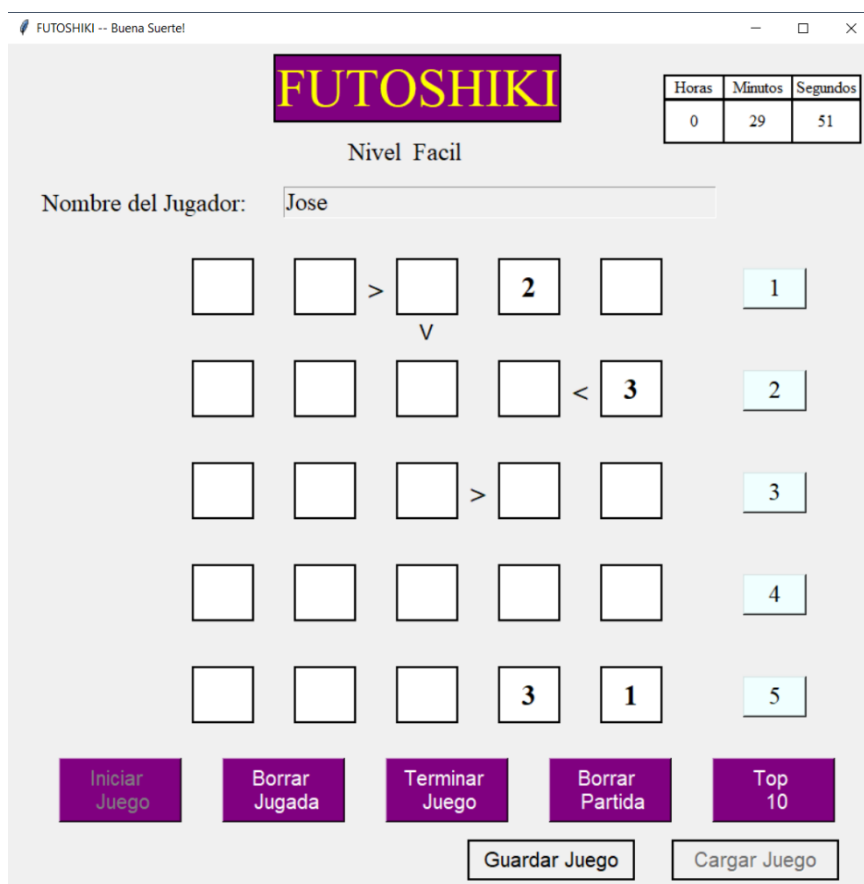 FUTOSHIKI -- Buena Suerte!
FUTOSHIKI
Horas Minutos Segundos
0 29 51
Nivel Facil
Nombre del Jugador: Jose
> 2 1
V
< 3 2
> 3
4
3 1 5
Iniciar Borrar Terminar Borrar Top
Juego Jugada Juego Partida 10
Guardar Juego Cargar Juego